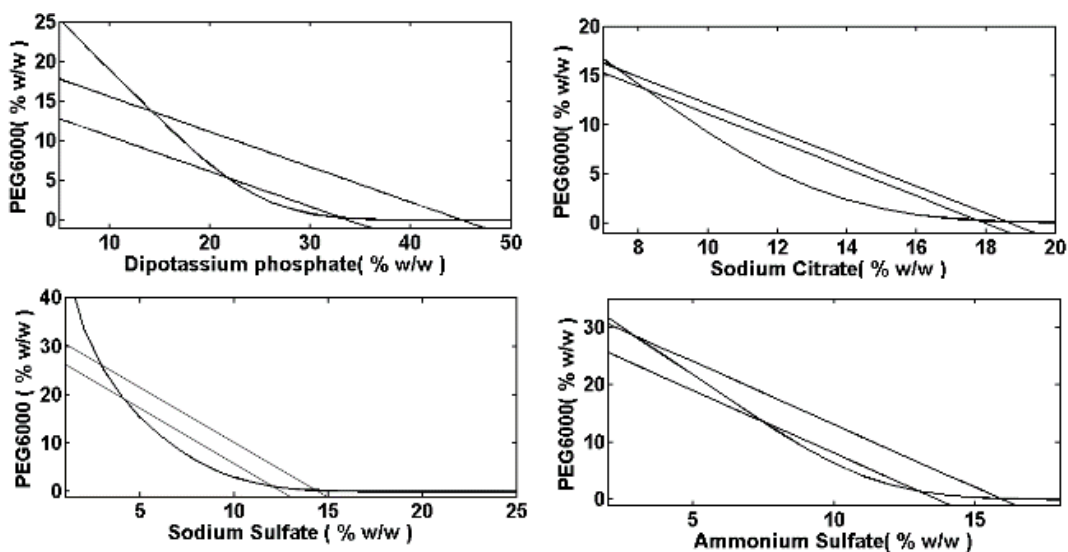 25
20
15
10
5
0
PEG6000( % w/w )
10 20 30 40 50
Dipotassium phosphate( % w/w )
20
15
10
5
0
PEG6000( % w/w )
8 10 12 14 16 18 20
Sodium Citrate( % w/w )
40
30
20
10
0
PEG6000 ( % w/w )
5 10 15 20 25
Sodium Sulfate ( % w/w )
30
20
10
0
PEG6000( % w/w )
5 10 15
Ammonium Sulfate( % w/w )